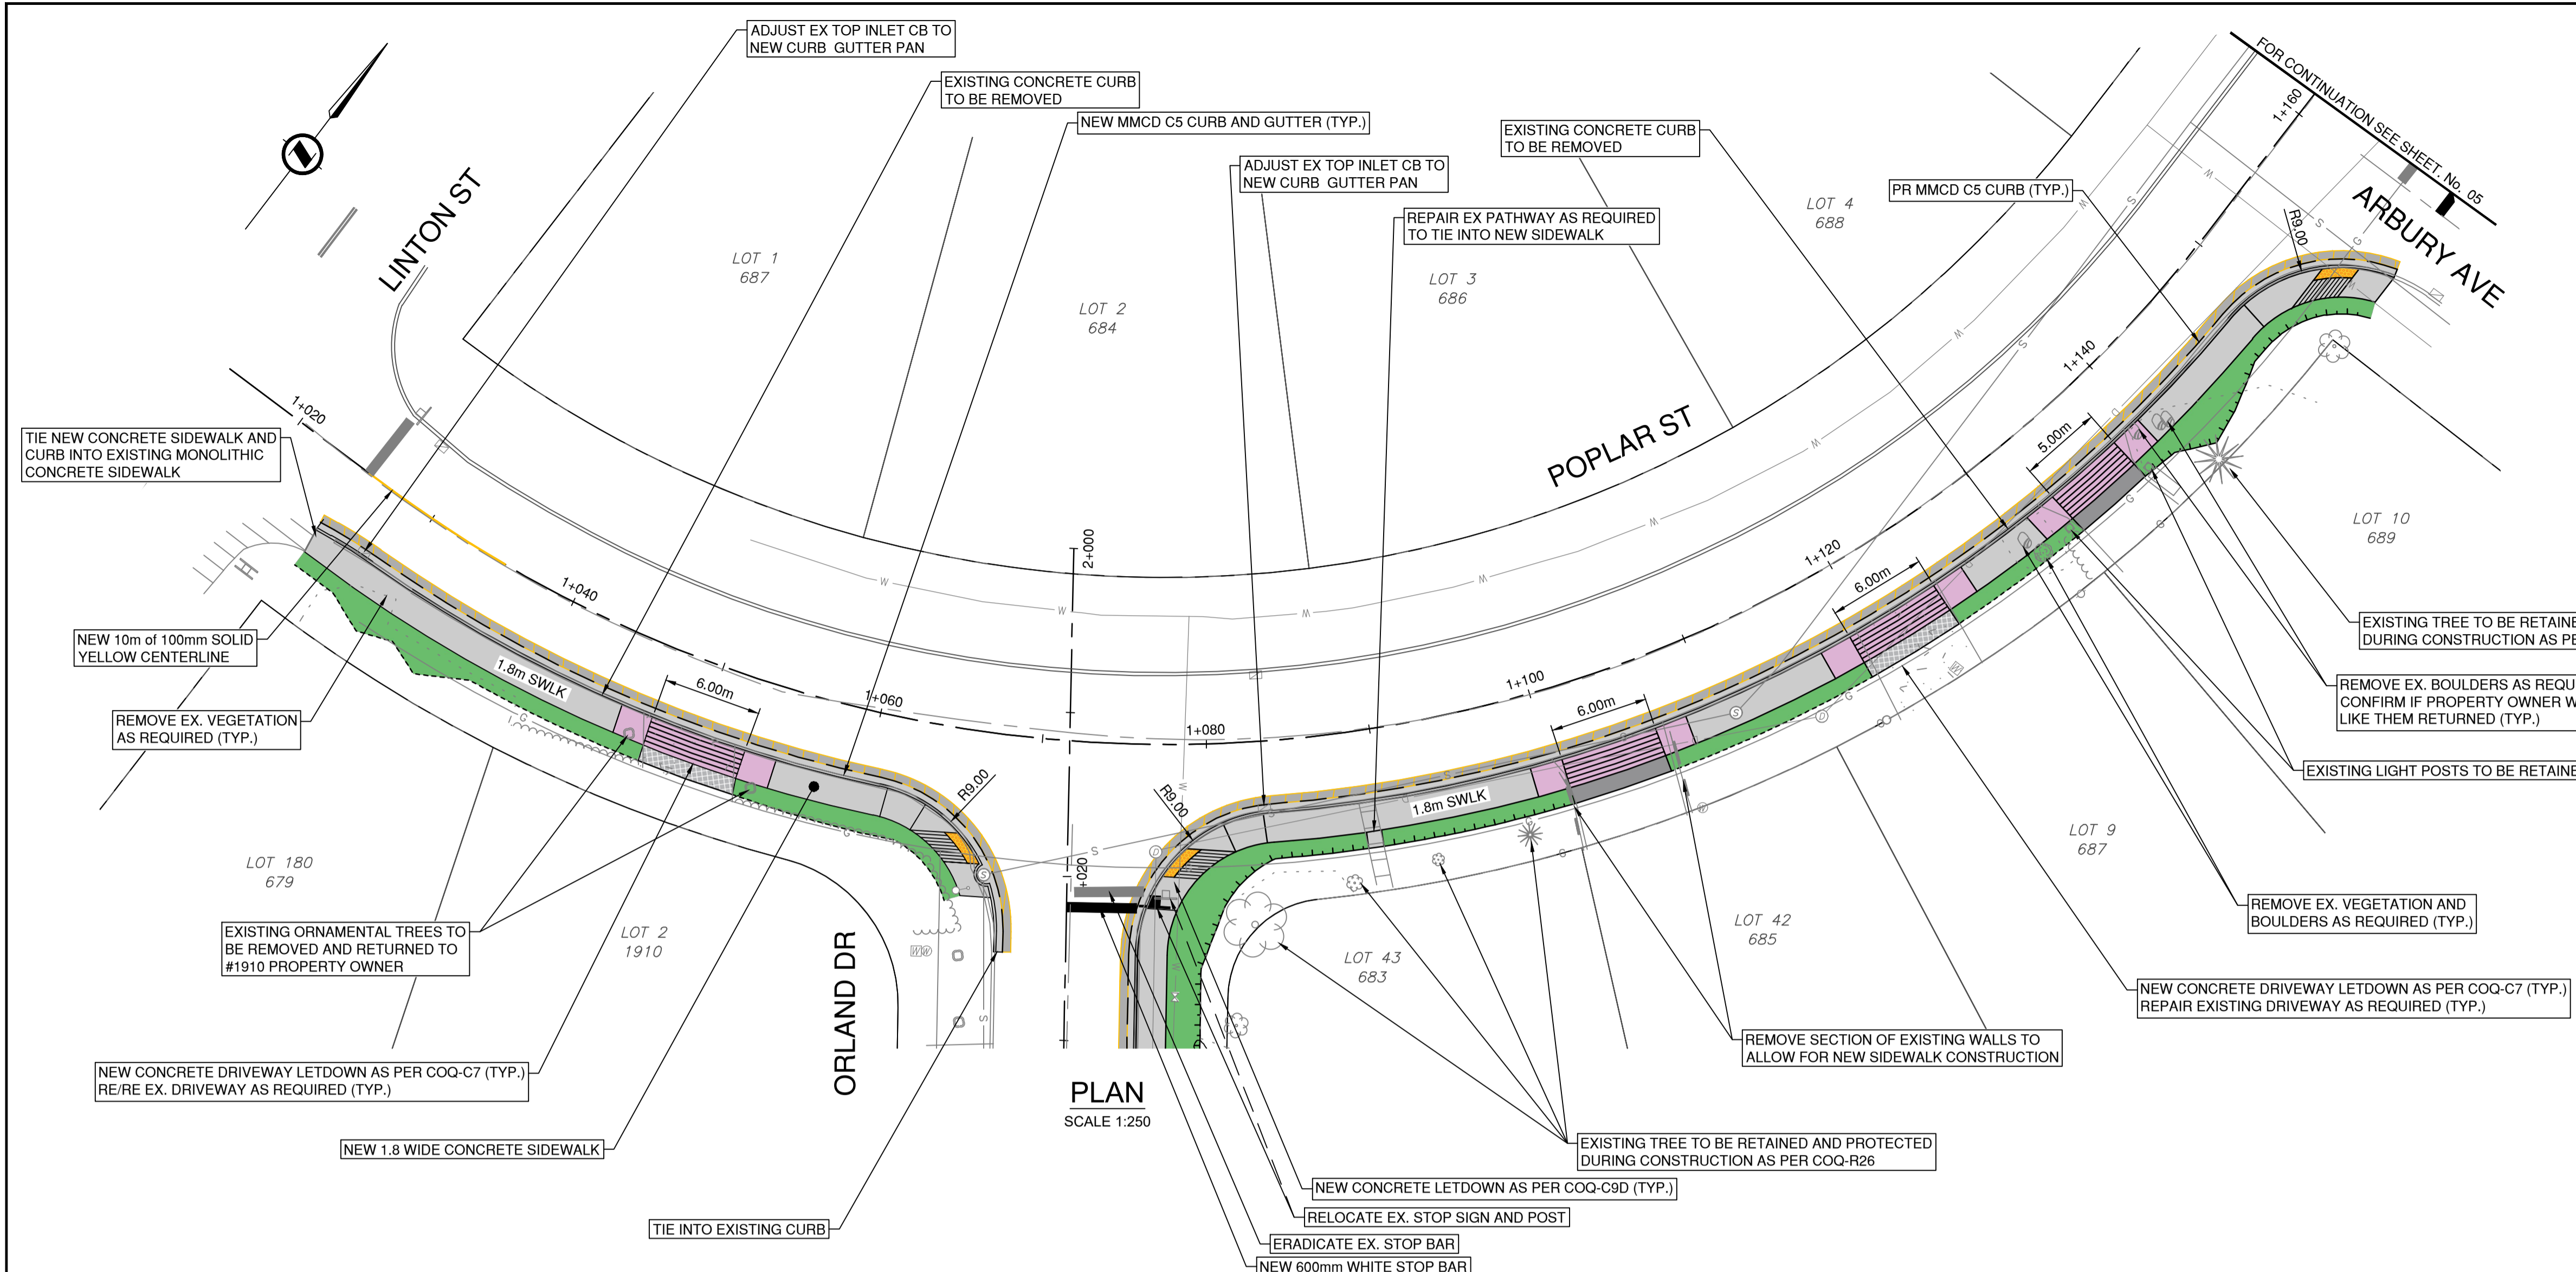 ADJUST EX TOP INLET CB TO
NEW CURB GUTTER PAN
EXISTING CONCRETE CURB
TO BE REMOVED
NEW MMCD C5 CURB AND GUTTER (TYP.)
ADJUST EX TOP INLET CB TO
NEW CURB GUTTER PAN
REPAIR EX PATHWAY AS REQUIRED
TO TIE INTO NEW SIDEWALK
EXISTING CONCRETE CURB
TO BE REMOVED
PR MMCD C5 CURB (TYP.)
FOR CONTINUATION SEE SHEET. No. 05
1+160
ARBURY AVE
R9.00
LINTON ST
LOT 1
687
LOT 2
684
LOT 3
686
LOT 4
688
POPLAR ST
1+020
1+040
1+060
1+080
1+100
1+120
1+140
2+000
+020
TIE NEW CONCRETE SIDEWALK AND
CURB INTO EXISTING MONOLITHIC
CONCRETE SIDEWALK
NEW 10m of 100mm SOLID
YELLOW CENTERLINE
REMOVE EX. VEGETATION
AS REQUIRED (TYP.)
1.8m SWLK
6.00m
R9.00
R9.00
1.8m SWLK
6.00m
6.00m
5.00m
LOT 10
689
EXISTING TREE TO BE RETAINE
DURING CONSTRUCTION AS PE
REMOVE EX. BOULDERS AS REQU
CONFIRM IF PROPERTY OWNER W
LIKE THEM RETURNED (TYP.)
EXISTING LIGHT POSTS TO BE RETAINE
LOT 9
687
REMOVE EX. VEGETATION AND
BOULDERS AS REQUIRED (TYP.)
NEW CONCRETE DRIVEWAY LETDOWN AS PER COQ-C7 (TYP.)
REPAIR EXISTING DRIVEWAY AS REQUIRED (TYP.)
LOT 42
685
LOT 43
683
REMOVE SECTION OF EXISTING WALLS TO
ALLOW FOR NEW SIDEWALK CONSTRUCTION
LOT 180
679
EXISTING ORNAMENTAL TREES TO
BE REMOVED AND RETURNED TO
#1910 PROPERTY OWNER
LOT 2
1910
ORLAND DR
NEW CONCRETE DRIVEWAY LETDOWN AS PER COQ-C7 (TYP.)
RE/RE EX. DRIVEWAY AS REQUIRED (TYP.)
NEW 1.8 WIDE CONCRETE SIDEWALK
TIE INTO EXISTING CURB
PLAN
SCALE 1:250
EXISTING TREE TO BE RETAINED AND PROTECTED
DURING CONSTRUCTION AS PER COQ-R26
NEW CONCRETE LETDOWN AS PER COQ-C9D (TYP.)
RELOCATE EX. STOP SIGN AND POST
ERADICATE EX. STOP BAR
NEW 600mm WHITE STOP BAR